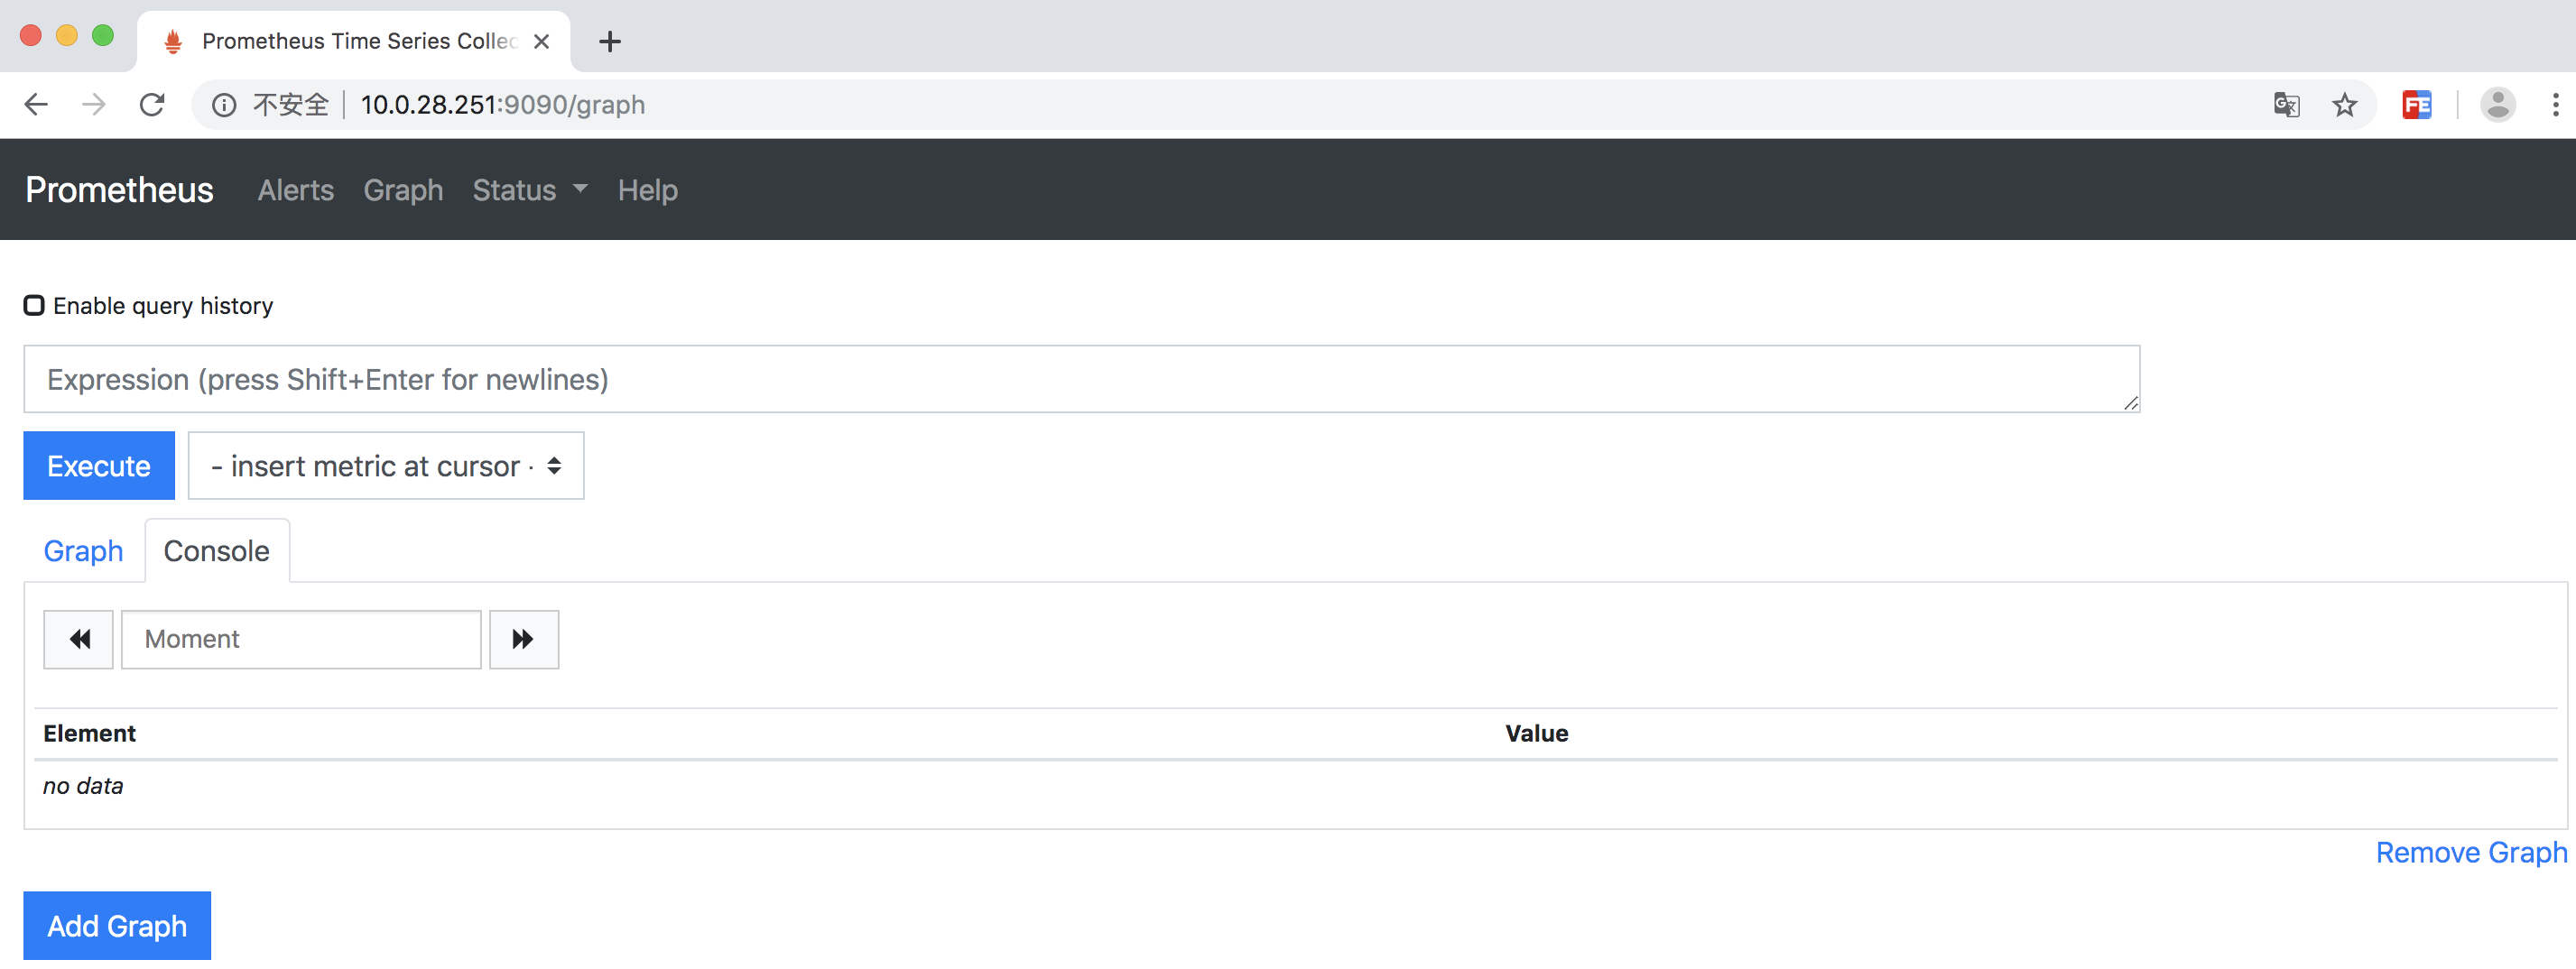 Prometheus Time Series Collec
不安全 10.0.28.251:9090/graph
FE
Prometheus Alerts Graph Status Help
Enable query history
Expression (press Shift+Enter for newlines)
Execute - insert metric at cursor -
Graph Console
Moment
Element Value
no data
Remove Graph
Add Graph